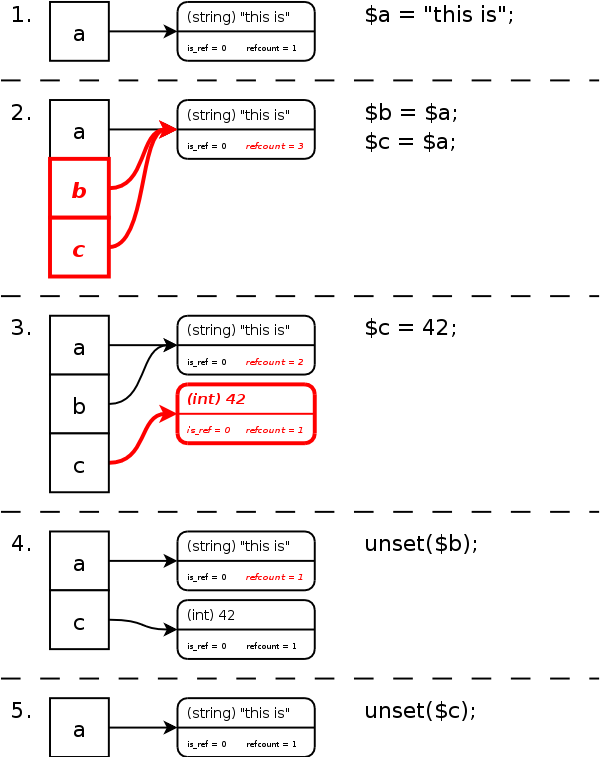 1.
a
(string) "this is"
is_ref = 0 refcount = 1
$a = "this is";
2.
a
b
c
(string) "this is"
is_ref = 0 refcount = 3
$b = $a;
$c = $a;
3.
a
b
c
(string) "this is"
is_ref = 0 refcount = 2
(int) 42
is_ref = 0 refcount = 1
$c = 42;
4.
a
c
(string) "this is"
is_ref = 0 refcount = 1
(int) 42
is_ref = 0 refcount = 1
unset($b);
5.
a
(string) "this is"
is_ref = 0 refcount = 1
unset($c);